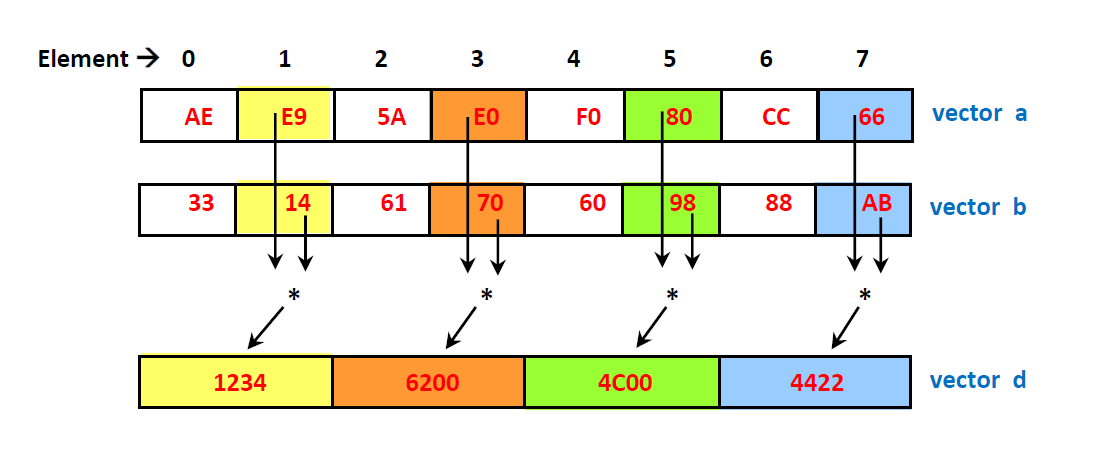 Element → 0 1 2 3 4 5 6 7
AE E9 5A E0 F0 80 CC 66 vector a
33 14 61 70 60 98 88 AB vector b
* * * *
1234 6200 4C00 4422 vector d